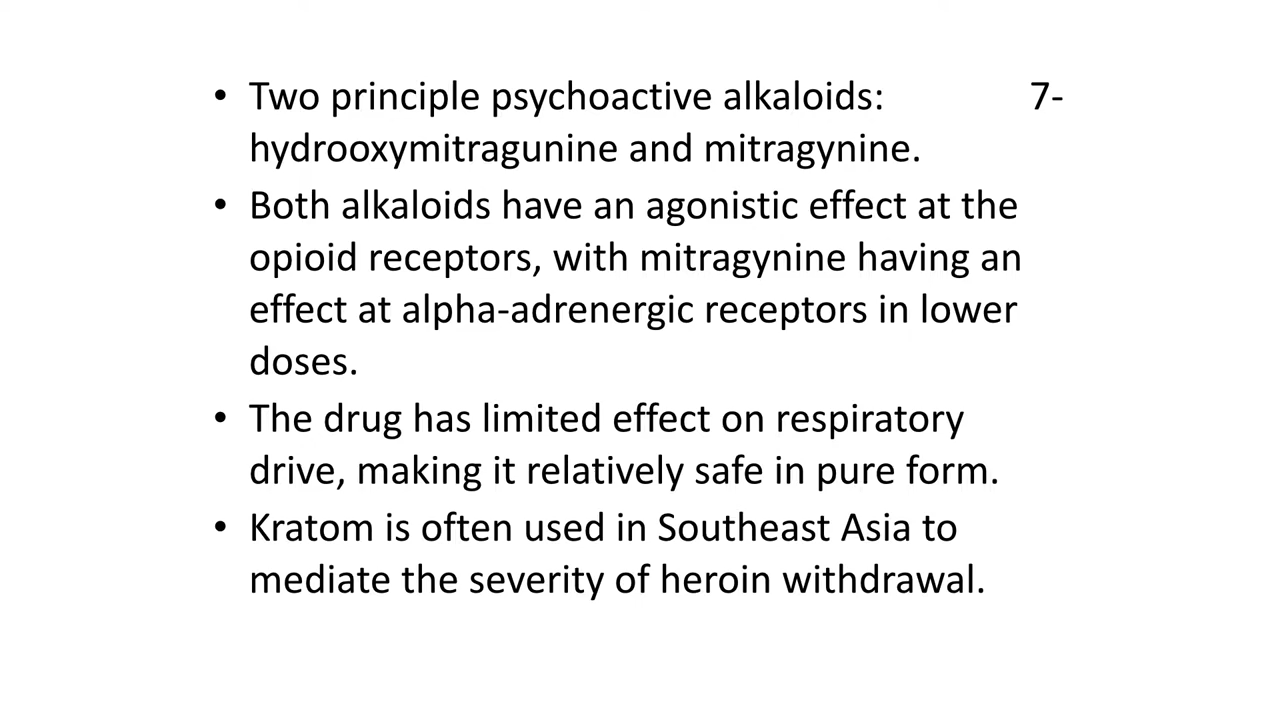 • Two principle psychoactive alkaloids: 7-
hydrooxymitragunine and mitragynine.
• Both alkaloids have an agonistic effect at the
opioid receptors, with mitragynine having an
effect at alpha-adrenergic receptors in lower
doses.
• The drug has limited effect on respiratory
drive, making it relatively safe in pure form.
• Kratom is often used in Southeast Asia to
mediate the severity of heroin withdrawal.